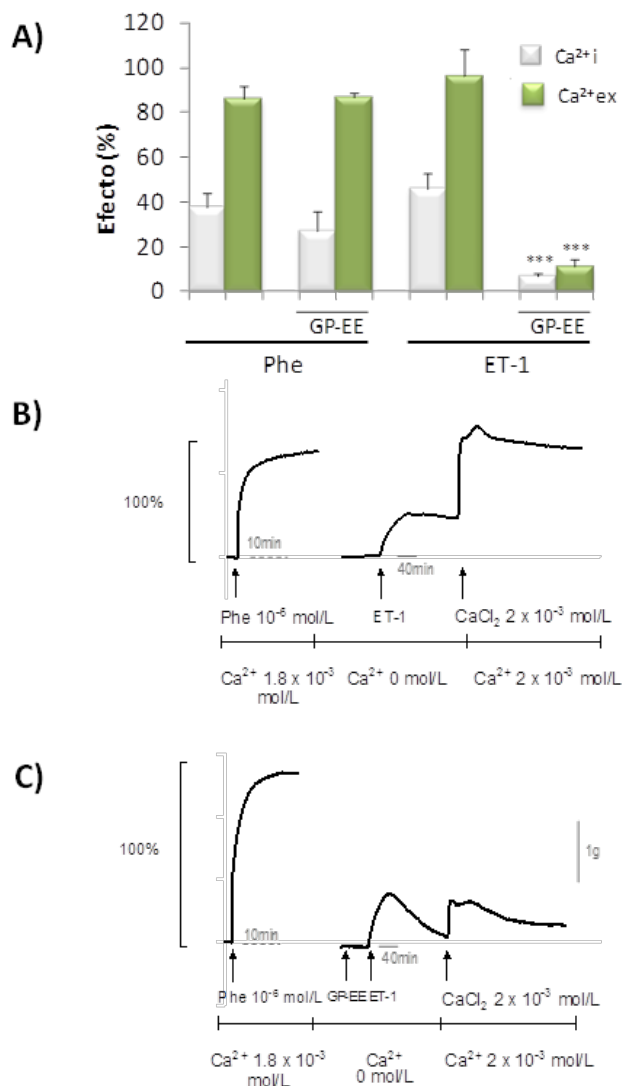 A)
120
100
80
60
40
20
0
Efecto (%)
Ca²⁺i
Ca²⁺ex
*** ***
GP-EE GP-EE
Phe ET-1
B)
100%
10min
40min
Phe 10⁻⁶ mol/L ET-1 CaCl₂ 2 x 10⁻³ mol/L
Ca²⁺ 1.8 x 10⁻³ mol/L Ca²⁺ 0 mol/L Ca²⁺ 2 x 10⁻³ mol/L
C)
100%
1g
10min
40min
Phe 10⁻⁶ mol/L GP-EE ET-1 CaCl₂ 2 x 10⁻³ mol/L
Ca²⁺ 1.8 x 10⁻³ mol/L Ca²⁺ 0 mol/L Ca²⁺ 2 x 10⁻³ mol/L